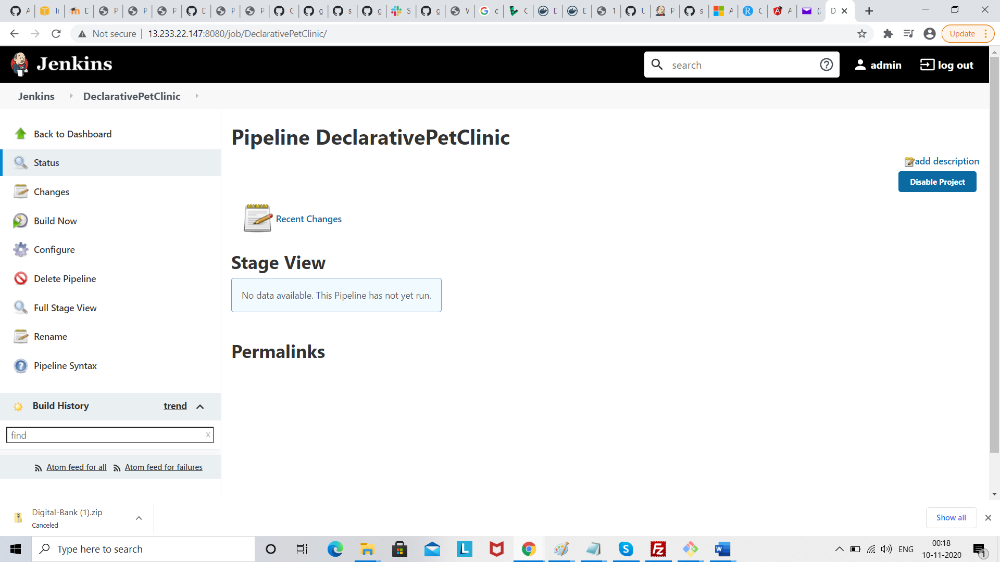 Not secure
13.233.22.147:8080/job/DeclarativePetClinic/
Update
Jenkins
search
admin
log out
Jenkins
DeclarativePetClinic
Back to Dashboard
Status
Changes
Build Now
Configure
Delete Pipeline
Full Stage View
Rename
Pipeline Syntax
Build History
trend
find
x
Atom feed for all
Atom feed for failures
Pipeline DeclarativePetClinic
add description
Disable Project
Recent Changes
Stage View
No data available. This Pipeline has not yet run.
Permalinks
Digital-Bank (1).zip
Canceled
Show all
Type here to search
ENG
00:18
10-11-2020
1